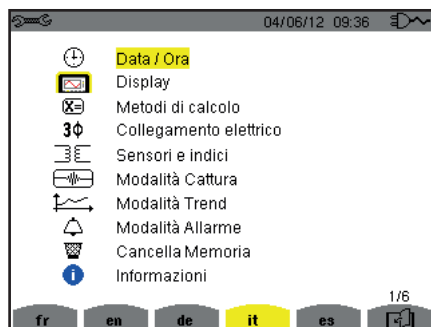 04/06/12 09:36
Data / Ora
Display
Metodi di calcolo
3Φ Collegamento elettrico
Sensori e indici
Modalità Cattura
Modalità Trend
Modalità Allarme
Cancella Memoria
i Informazioni
1/6
fr en de it es